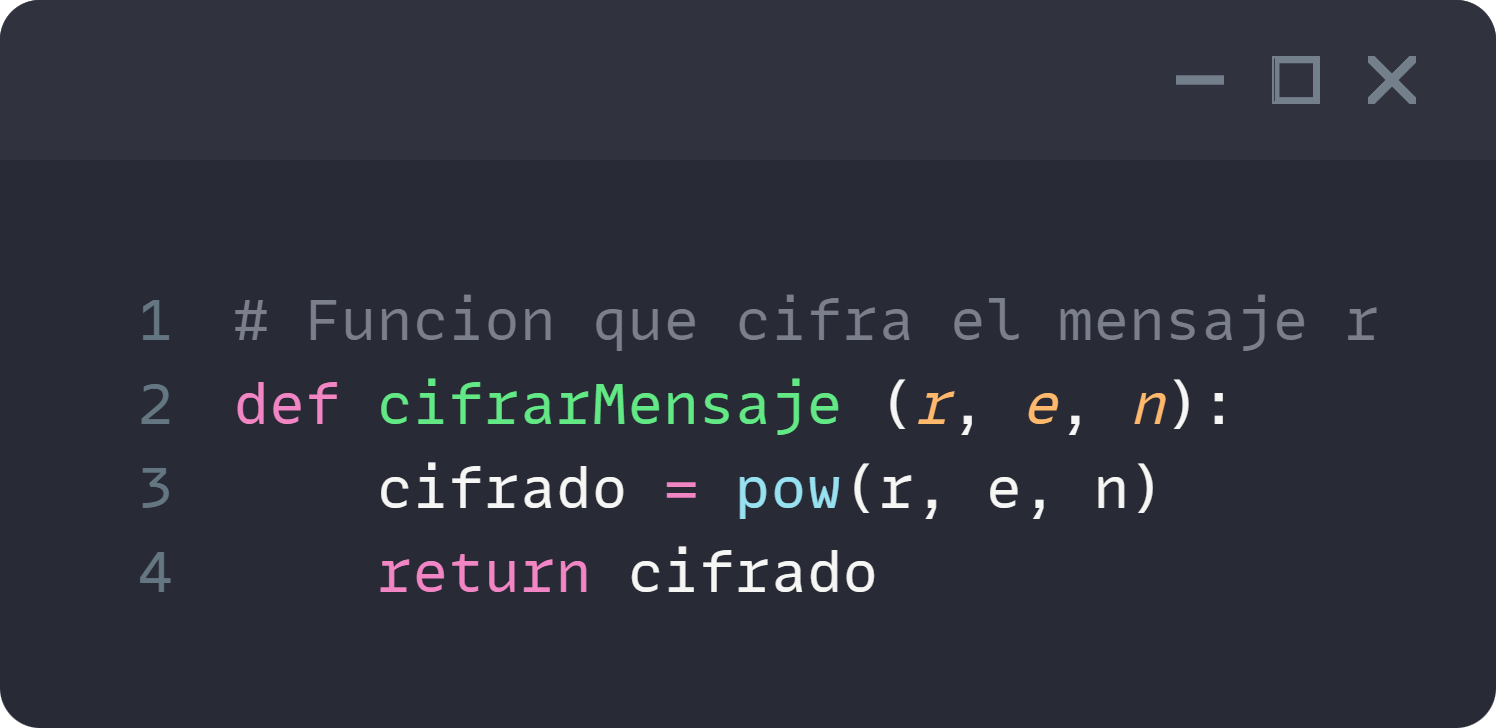 1 # Funcion que cifra el mensaje r
2 def cifrarMensaje (r, e, n):
3     cifrado = pow(r, e, n)
4     return cifrado